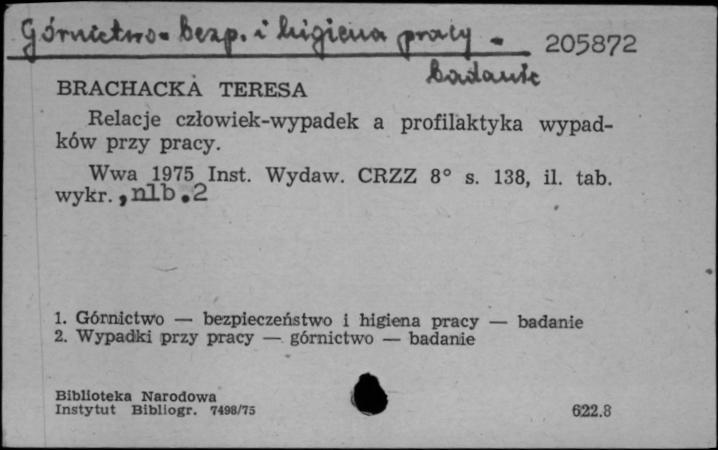 Górnictwo - bezp. i higiena pracy - 205872
badanie
BRACHACKA TERESA
Relacje człowiek-wypadek a profilaktyka wypad-
ków przy pracy.
Wwa 1975 Inst. Wydaw. CRZZ 8° s. 138, il. tab.
wykr. , nlb . 2
1. Górnictwo — bezpieczeństwo i higiena pracy — badanie
2. Wypadki przy pracy — górnictwo — badanie
Biblioteka Narodowa
Instytut Bibliogr. 7498/75 622.8